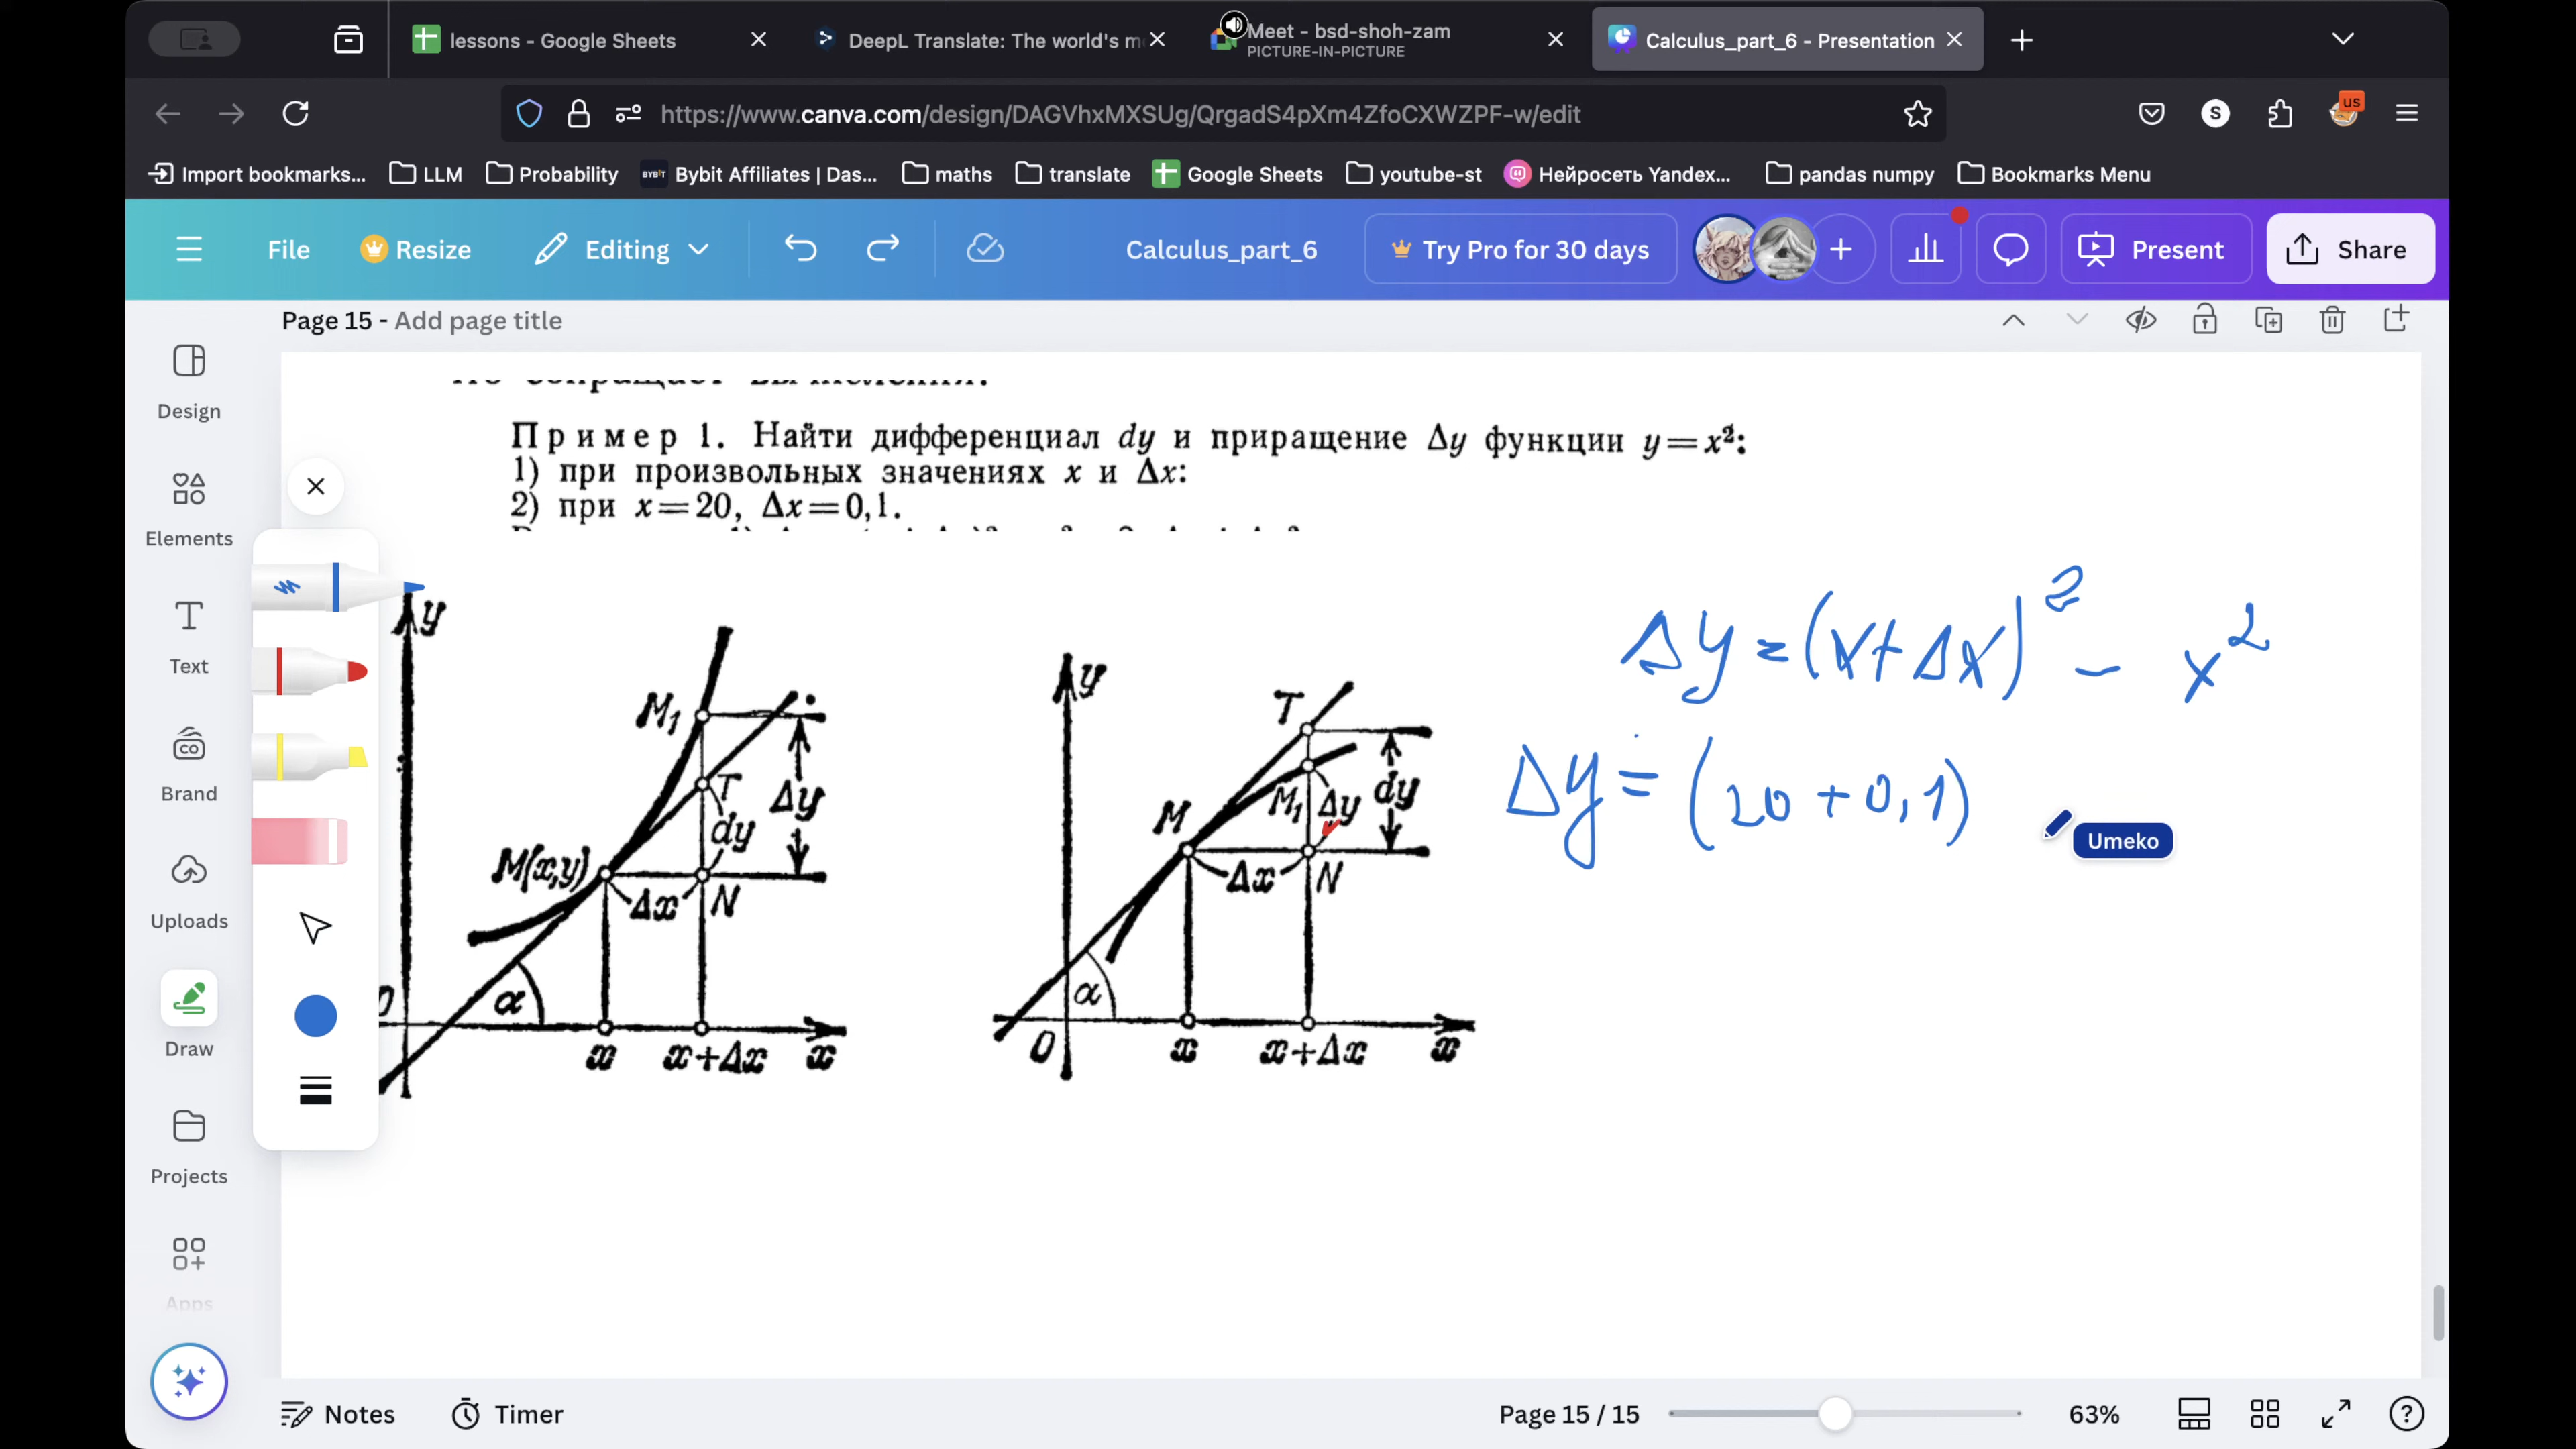 lessons - Google Sheets
DeepL Translate: The world's m
Meet - bsd-shoh-zam
PICTURE-IN-PICTURE
Calculus_part_6 - Presentation
https://www.canva.com/design/DAGVhxMXSUg/QrgadS4pXm4ZfoCXWZPF-w/edit
S
us
Import bookmarks...
LLM
Probability
BYBIT
Bybit Affiliates | Das...
maths
translate
Google Sheets
youtube-st
Нейросеть Yandex...
pandas numpy
Bookmarks Menu
File
Resize
Editing
Calculus_part_6
Try Pro for 30 days
Present
Share
Page 15 - Add page title
Design
Elements
Text
Brand
Uploads
Draw
Projects
Apps
Пример 1. Найти дифференциал dy и приращение Δy функции y=x²:
1) при произвольных значениях x и Δx:
2) при x=20, Δx=0,1.
y
M₁
T
Δy
dy
M(x,y)
Δx
N
α
x
x+Δx
x
y
T
M
M₁
Δy
dy
Δx
N
α
O
x
x+Δx
x
Δy = (x+Δx)² - x²
Δy = (20 + 0,1)
Umeko
Notes
Timer
Page 15 / 15
63%